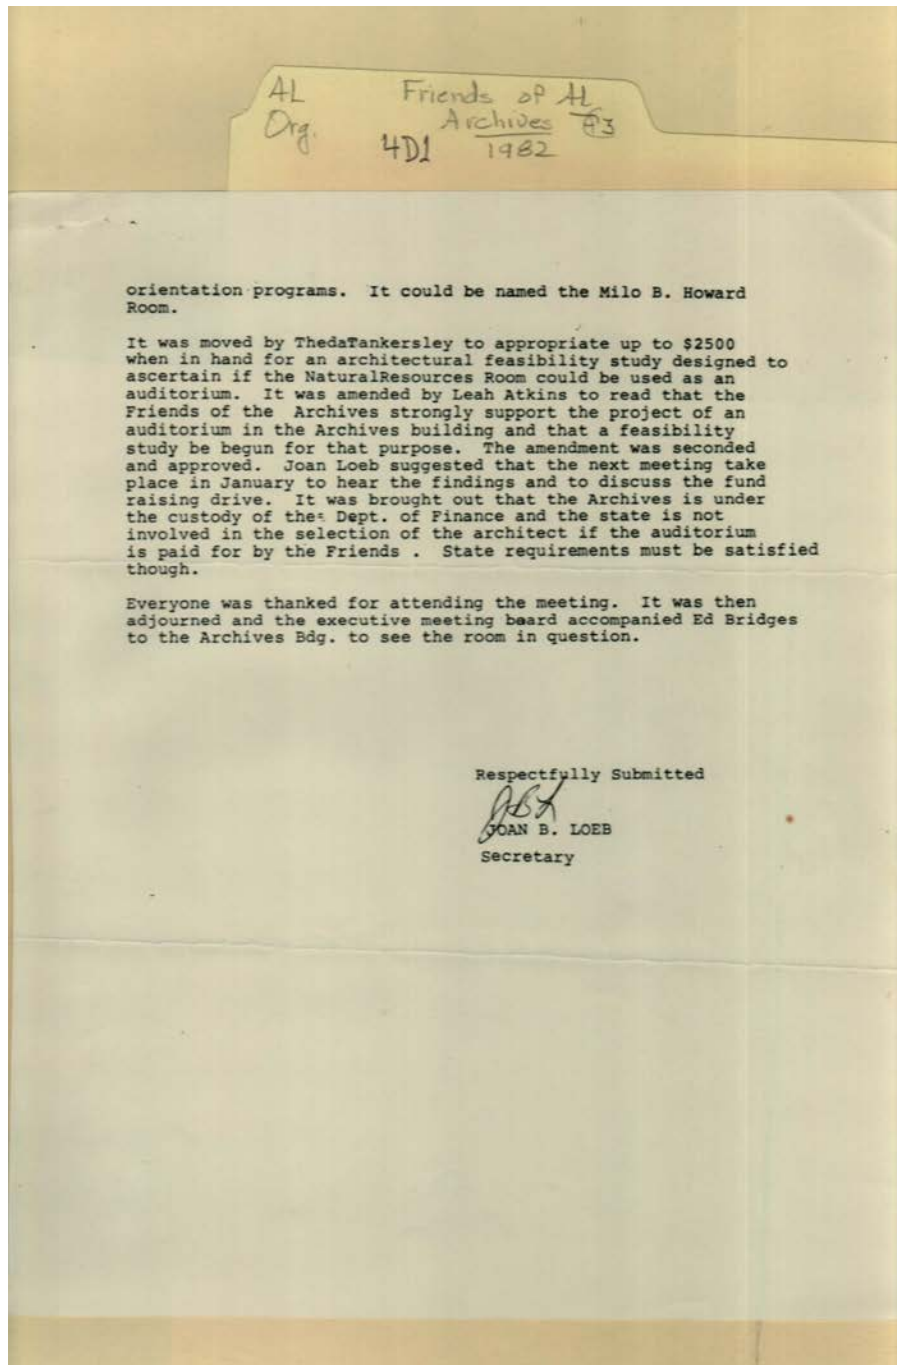 AL
Org.
Friends of AL
Archives #3
4D1
1982
orientation programs. It could be named the Milo B. Howard
Room.
It was moved by ThedaTankersley to appropriate up to $2500
when in hand for an architectural feasibility study designed to
ascertain if the NaturalResources Room could be used as an
auditorium. It was amended by Leah Atkins to read that the
Friends of the Archives strongly support the project of an
auditorium in the Archives building and that a feasibility
study be begun for that purpose. The amendment was seconded
and approved. Joan Loeb suggested that the next meeting take
place in January to hear the findings and to discuss the fund
raising drive. It was brought out that the Archives is under
the custody of the Dept. of Finance and the state is not
involved in the selection of the architect if the auditorium
is paid for by the Friends . State requirements must be satisfied
though.
Everyone was thanked for attending the meeting. It was then
adjourned and the executive meeting board accompanied Ed Bridges
to the Archives Bdg. to see the room in question.
Respectfully Submitted
JBL
JOAN B. LOEB
Secretary